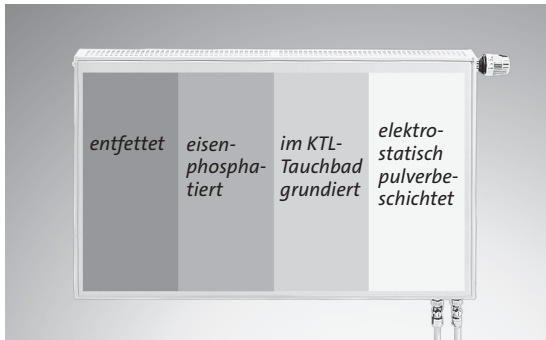 entfettet
eisen-
phospha-
tiert
im KTL-
Tauchbad
grundiert
elektro-
statisch
pulverbe-
schichtet